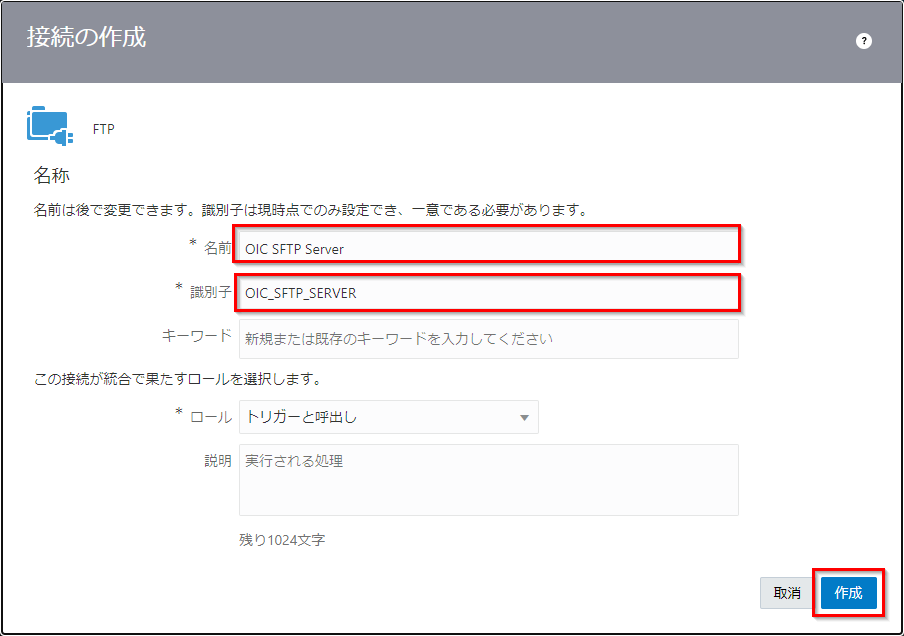 接続の作成
?
FTP
名称
名前は後で変更できます。識別子は現時点でのみ設定でき、一意である必要があります。
* 名前 OIC SFTP Server
* 識別子 OIC_SFTP_SERVER
キーワード 新規または既存のキーワードを入力してください
この接続が統合で果たすロールを選択します。
* ロール トリガーと呼出し
説明 実行される処理
残り1024文字
取消 作成